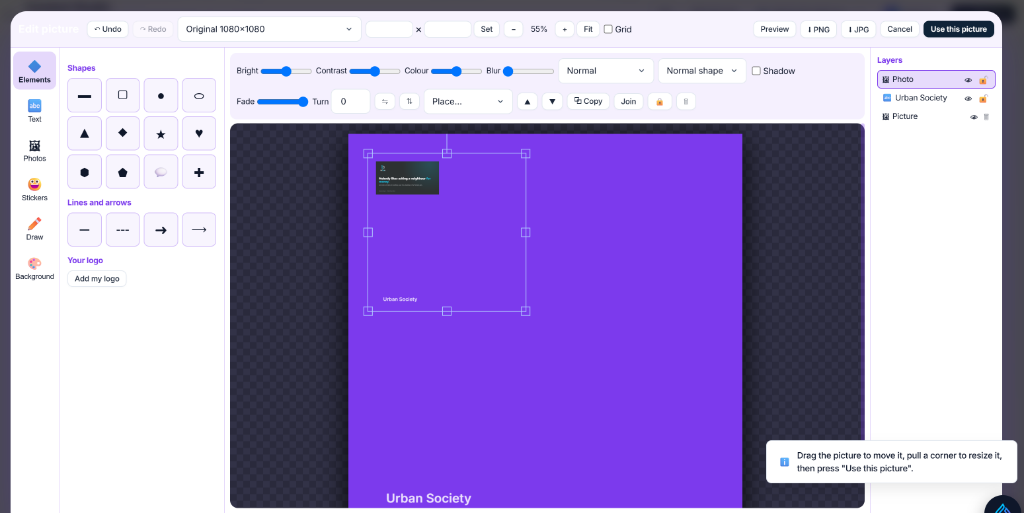 Edit picture
Undo
Redo
Original 1080×1080
×
Set
−
55%
+
Fit
Grid
Preview
PNG
JPG
Cancel
Use this picture
Elements
Text
Photos
Stickers
Draw
Background
Shapes
Lines and arrows
Your logo
Add my logo
Bright
Contrast
Colour
Blur
Normal
Normal shape
Shadow
Fade
Turn
0
Place...
Copy
Join
Urban Society
Urban Society
Layers
Photo
abc Urban Society
Picture
Drag the picture to move it, pull a corner to resize it,
then press "Use this picture".